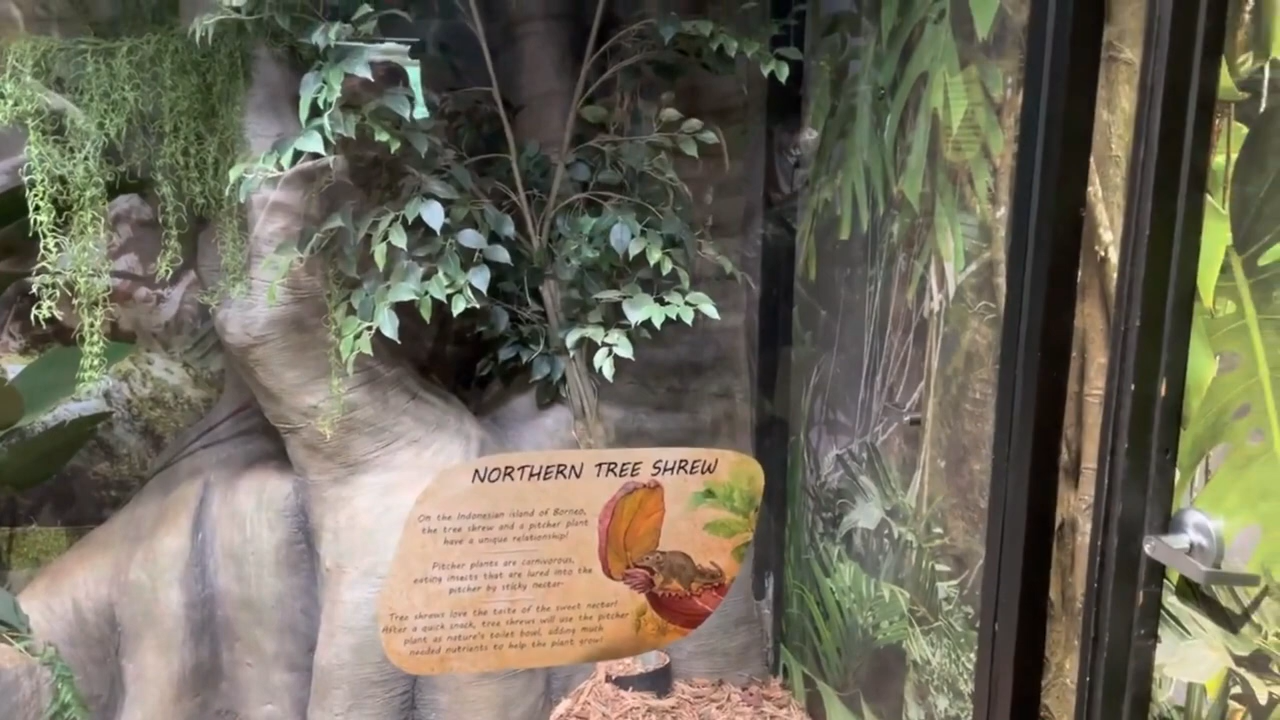 NORTHERN TREE SHREW
On the Indonesian island of Borneo,
the tree shrew and a pitcher plant
have a unique relationship!
Pitcher plants are carnivorous,
eating insects that are lured into the
pitcher by sticky nectar.
Tree shrews love the taste of the sweet nectar!
After a quick snack, tree shrews will use the pitcher
plant as nature's toilet bowl, adding much
needed nutrients to help the plant grow!